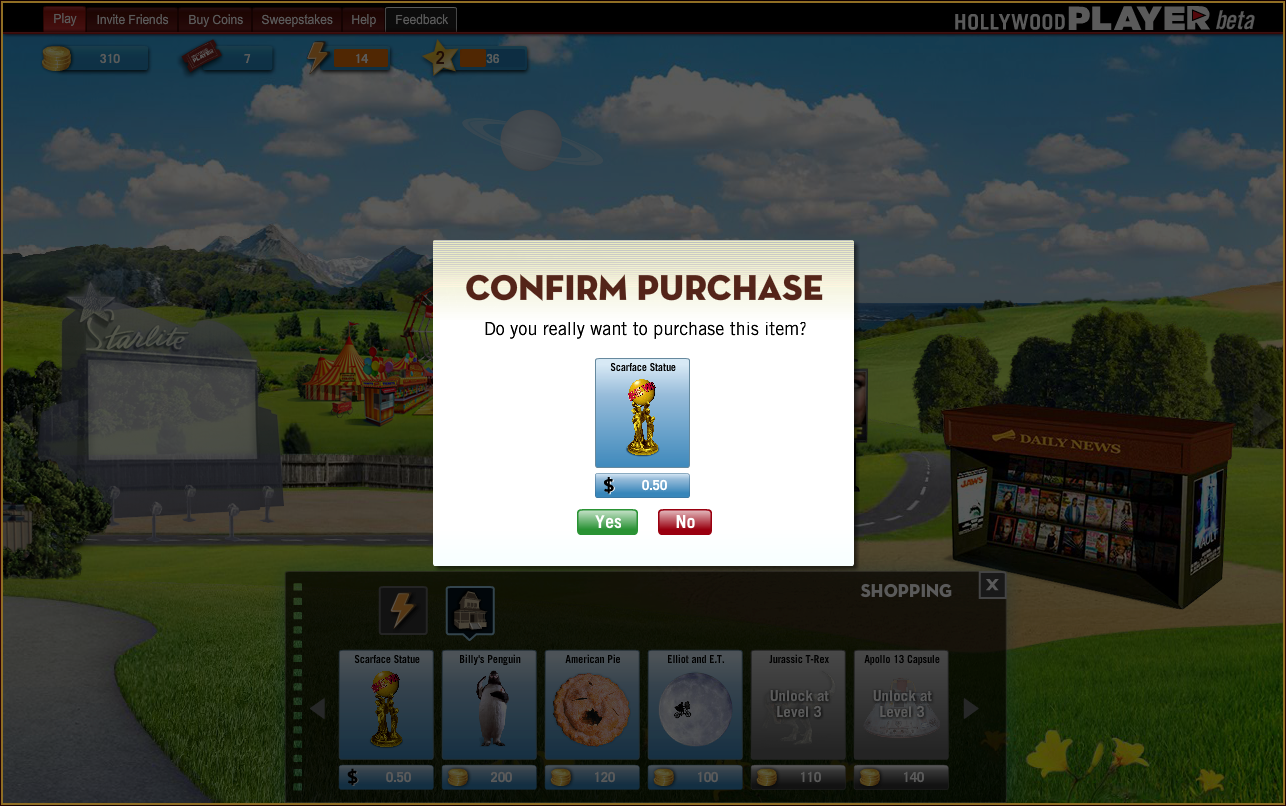 Play
Invite Friends
Buy Coins
Sweepstakes
Help
Feedback
HOLLYWOOD PLAYER beta
310
PLAYER
7
14
2
36
Starlite
DAILY NEWS
JAWS
CONFIRM PURCHASE
Do you really want to purchase this item?
Scarface Statue
$ 0.50
Yes
No
SHOPPING
X
Scarface Statue
Billy's Penguin
American Pie
Elliot and E.T.
Jurassic T-Rex
Apollo 13 Capsule
Unlock at
Level 3
Unlock at
Level 3
$ 0.50
200
120
100
110
140